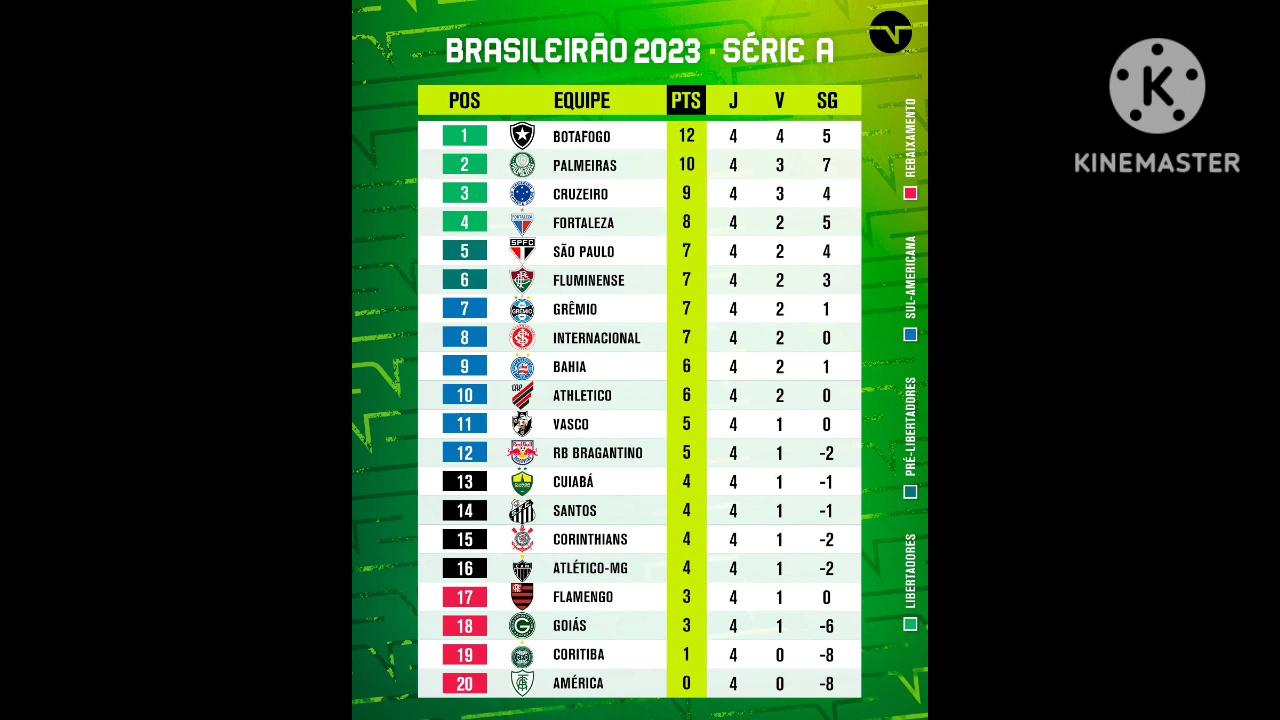 BRASILEIRÃO 2023 · SÉRIE A
POS EQUIPE PTS J V SG
1 BOTAFOGO 12 4 4 5
2 PALMEIRAS 10 4 3 7
3 CRUZEIRO 9 4 3 4
4 FORTALEZA 8 4 2 5
5 SÃO PAULO 7 4 2 4
6 FLUMINENSE 7 4 2 3
7 GRÊMIO 7 4 2 1
8 INTERNACIONAL 7 4 2 0
9 BAHIA 6 4 2 1
10 ATHLETICO 6 4 2 0
11 VASCO 5 4 1 0
12 RB BRAGANTINO 5 4 1 -2
13 CUIABÁ 4 4 1 -1
14 SANTOS 4 4 1 -1
15 CORINTHIANS 4 4 1 -2
16 ATLÉTICO-MG 4 4 1 -2
17 FLAMENGO 3 4 1 0
18 GOIÁS 3 4 1 -6
19 CORITIBA 1 4 0 -8
20 AMÉRICA 0 4 0 -8
LIBERTADORES
PRÉ-LIBERTADORES
SUL-AMERICANA
REBAIXAMENTO
K
KINEMASTER
FORTALEZA
SPFC
GRÊMIO
CAP